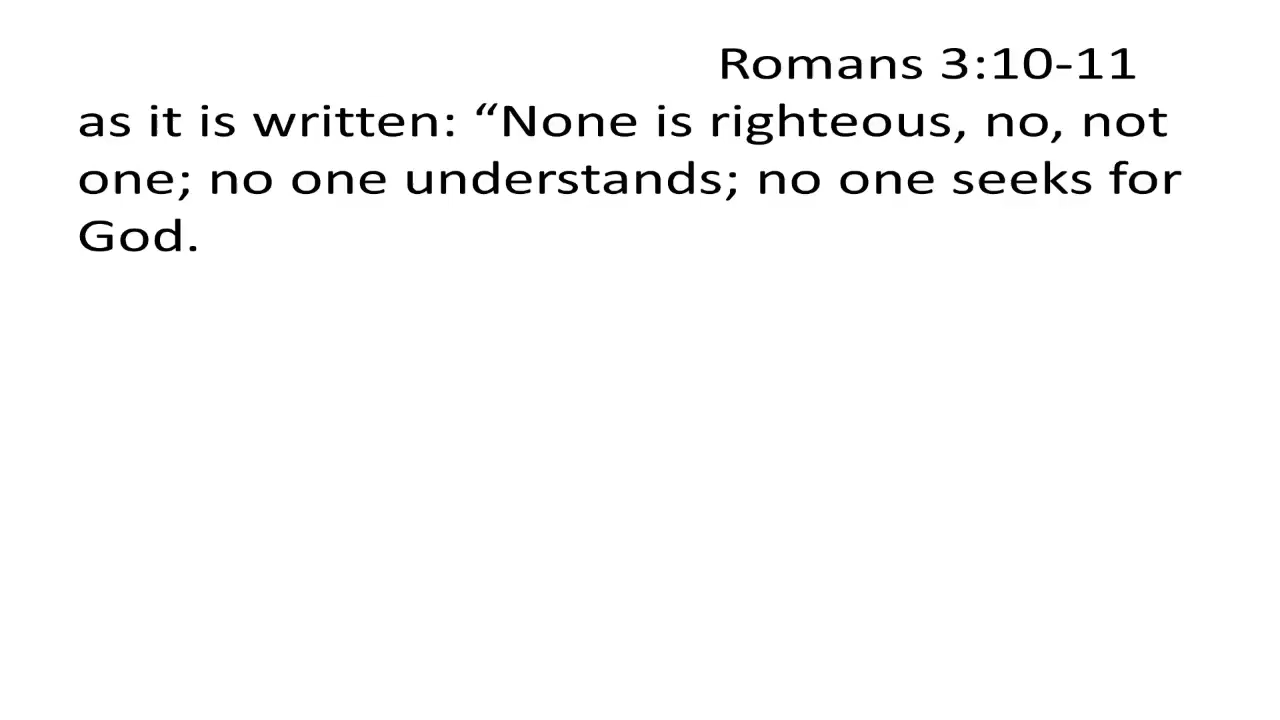 Romans 3:10-11
as it is written: “None is righteous, no, not
one; no one understands; no one seeks for
God.